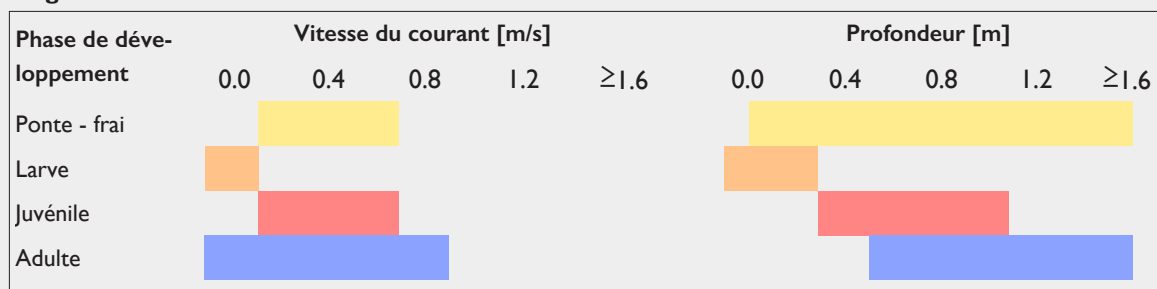 Phase de déve-
loppement
Vitesse du courant [m/s]
Profondeur [m]
0.0 0.4 0.8 1.2 ≥1.6
0.0 0.4 0.8 1.2 ≥1.6
Ponte - frai
Larve
Juvénile
Adulte